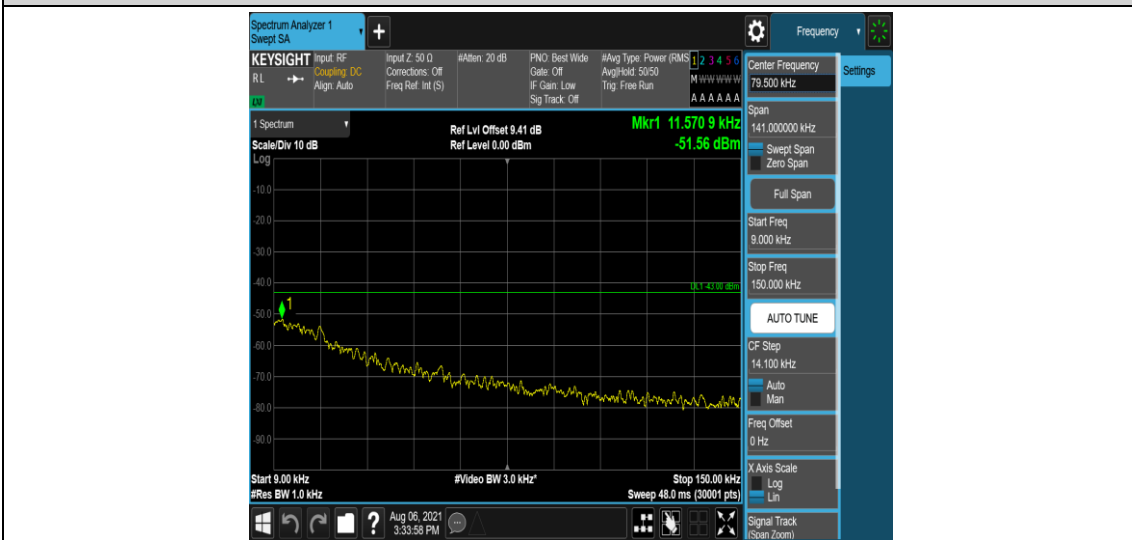 Spectrum Analyzer 1
Swept SA
+
Frequency
KEYSIGHT
R L
LXI
Input: RF
Coupling: DC
Align: Auto
Input Z: 50 Ω
Corrections: Off
Freq Ref: Int (S)
#Atten: 20 dB
PNO: Best Wide
Gate: Off
IF Gain: Low
Sig Track: Off
#Avg Type: Power (RMS
Avg|Hold: 50/50
Trig: Free Run
1 2 3 4 5 6
M W W W W W
A A A A A A
Center Frequency
79.500 kHz
Settings
1 Spectrum
Scale/Div 10 dB
Ref Lvl Offset 9.41 dB
Ref Level 0.00 dBm
Mkr1 11.570 9 kHz
-51.56 dBm
Log
-10.0
-20.0
-30.0
-40.0
-50.0
-60.0
-70.0
-80.0
-90.0
DL1 -43.00 dBm
1
Start 9.00 kHz
#Res BW 1.0 kHz
#Video BW 3.0 kHz*
Stop 150.00 kHz
Sweep 48.0 ms (30001 pts)
Span
141.000000 kHz
Swept Span
Zero Span
Full Span
Start Freq
9.000 kHz
Stop Freq
150.000 kHz
AUTO TUNE
CF Step
14.100 kHz
Auto
Man
Freq Offset
0 Hz
X Axis Scale
Log
Lin
Signal Track
(Span Zoom)
?
Aug 06, 2021
3:33:58 PM